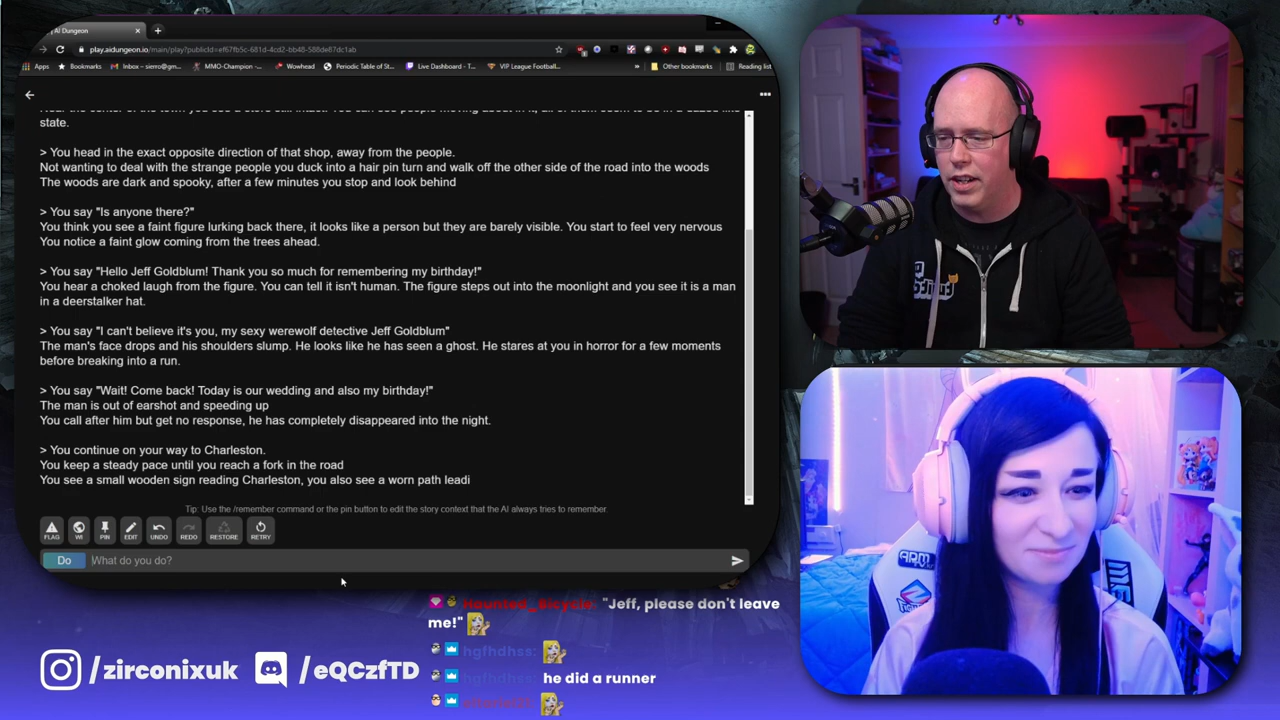 AI Dungeon
play.aidungeon.io/main/play?publicId=ef67fb5c-681d-4cd2-bb48-588de87dc1ab
Apps Bookmarks Inbox – sierro@gm... MMO-Champion -... Wowhead Periodic Table of St... Live Dashboard - T... VIP League Football... » Other bookmarks Reading list
state.
> You head in the exact opposite direction of that shop, away from the people.
Not wanting to deal with the strange people you duck into a hair pin turn and walk off the other side of the road into the woods
The woods are dark and spooky, after a few minutes you stop and look behind
> You say "Is anyone there?"
You think you see a faint figure lurking back there, it looks like a person but they are barely visible. You start to feel very nervous
You notice a faint glow coming from the trees ahead.
> You say "Hello Jeff Goldblum! Thank you so much for remembering my birthday!"
You hear a choked laugh from the figure. You can tell it isn't human. The figure steps out into the moonlight and you see it is a man
in a deerstalker hat.
> You say "I can't believe it's you, my sexy werewolf detective Jeff Goldblum"
The man's face drops and his shoulders slump. He looks like he has seen a ghost. He stares at you in horror for a few moments
before breaking into a run.
> You say "Wait! Come back! Today is our wedding and also my birthday!"
The man is out of earshot and speeding up
You call after him but get no response, he has completely disappeared into the night.
> You continue on your way to Charleston.
You keep a steady pace until you reach a fork in the road
You see a small wooden sign reading Charleston, you also see a worn path leadi
Tip: Use the /remember command or the pin button to edit the story context that the AI always tries to remember.
FLAG WI PIN EDIT UNDO REDO RESTORE RETRY
Do What do you do?
Haunted_Bicycle: "Jeff, please don't leave
me!"
hgfhdhss:
hgfhdhss: he did a runner
/zirconixuk /eQCzfTD